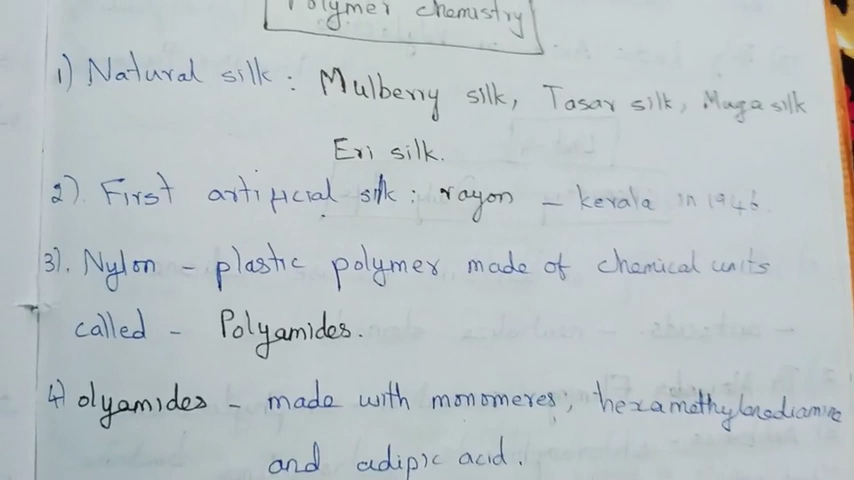 Polymer chemistry
1) Natural silk : Mulberry silk, Tasar silk, Muga silk
Eri silk.
2). First artificial silk : rayon – kerala in 1946.
3). Nylon – plastic polymer made of chemical units
called – Polyamides.
4) olyamides – made with monomeres; hexamethylenediamine
and adipic acid.